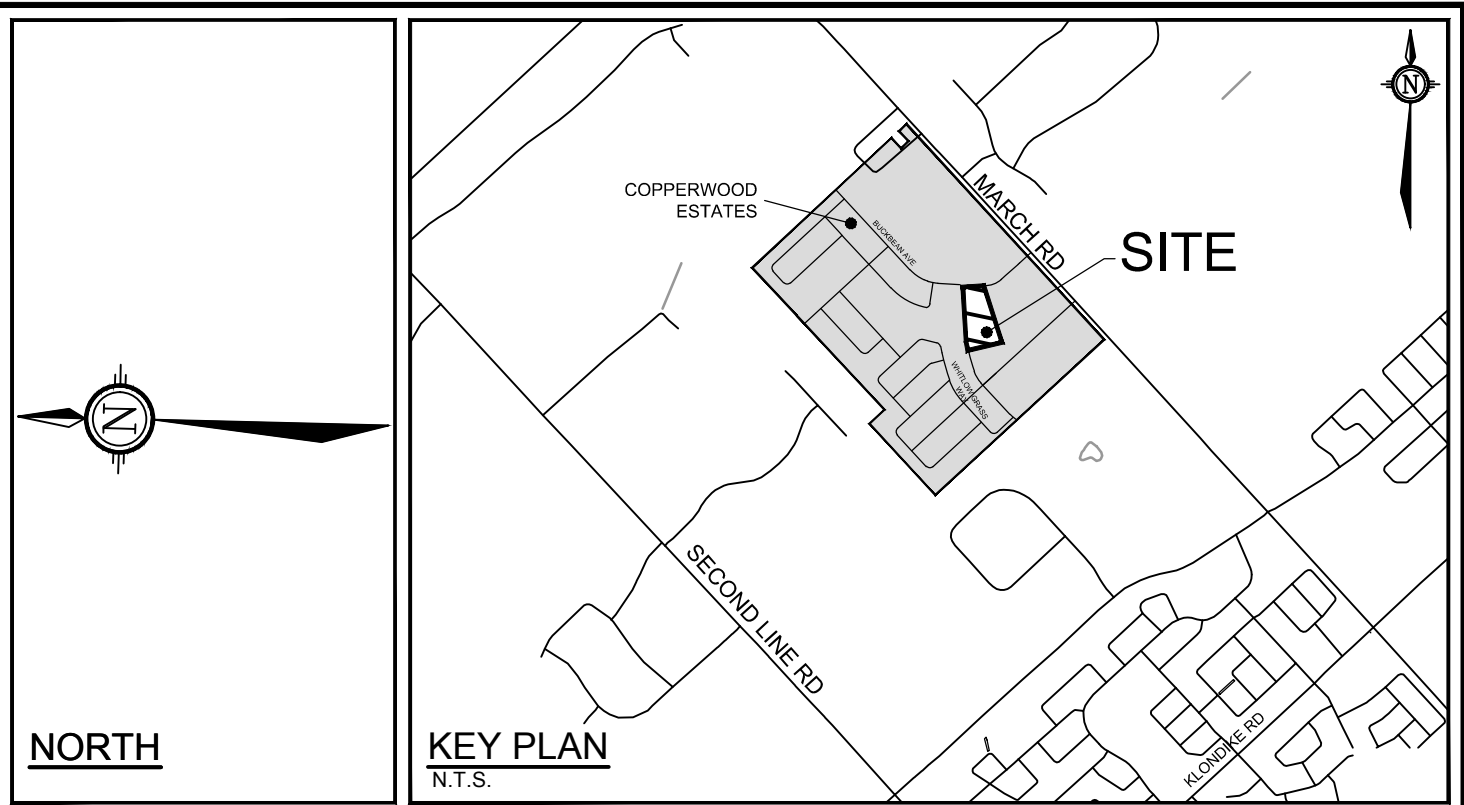 N
NORTH
KEY PLAN
N.T.S.
N
COPPERWOOD
ESTATES
BUCKBEAN AVE
MARCH RD
SITE
WHITLOW GRASS
WAY
SECOND LINE RD
KLONDIKE RD